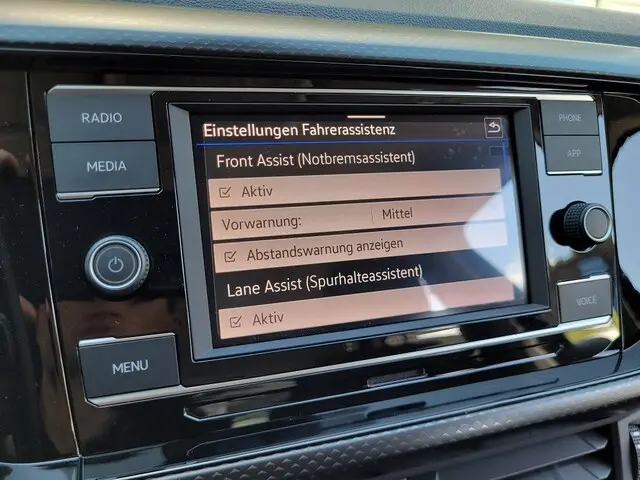 RADIO
MEDIA
MENU
Einstellungen Fahrerassistenz
Front Assist (Notbremsassistent)
Aktiv
Vorwarnung: Mittel
Abstandswarnung anzeigen
Lane Assist (Spurhalteassistent)
Aktiv
PHONE
APP
VOICE